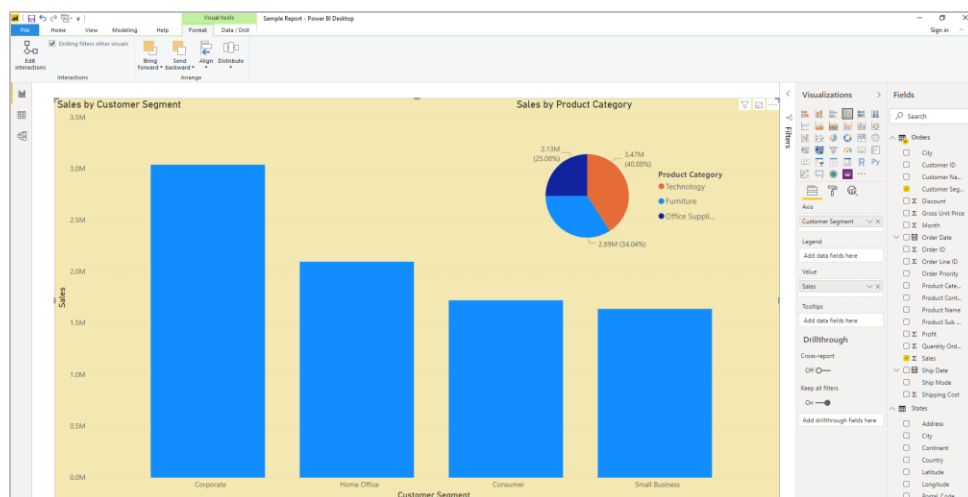 Visual tools
Sample Report - Power BI Desktop
Sign in
File
Home
View
Modeling
Help
Format
Data / Drill
Edit
interactions
Drilling filters other visuals
Bring
forward
Send
backward
Align
Distribute
Interactions
Arrange
Sales by Customer Segment
Sales by Product Category
3.5M
3.0M
2.5M
2.0M
1.5M
1.0M
0.5M
0.0M
Sales
Corporate
Home Office
Consumer
Small Business
Customer Segment
2.13M
(25.08%)
3.47M
(40.88%)
2.89M (34.04%)
Product Category
Technology
Furniture
Office Suppli...
Filters
Visualizations
R Py
Axis
Customer Segment
Legend
Add data fields here
Value
Sales
Tooltips
Add data fields here
Drillthrough
Cross-report
Off
Keep all filters
On
Add drillthrough fields here
Fields
Search
Orders
City
Customer ID
Customer Na...
Customer Seg...
Discount
Gross Unit Price
Month
Order Date
Order ID
Order Line ID
Order Priority
Product Cate...
Product Cont...
Product Name
Product Sub ...
Profit
Quantity Ord...
Sales
Ship Date
Ship Mode
Shipping Cost
States
Address
City
Continent
Country
Latitude
Longitude
Postal Code